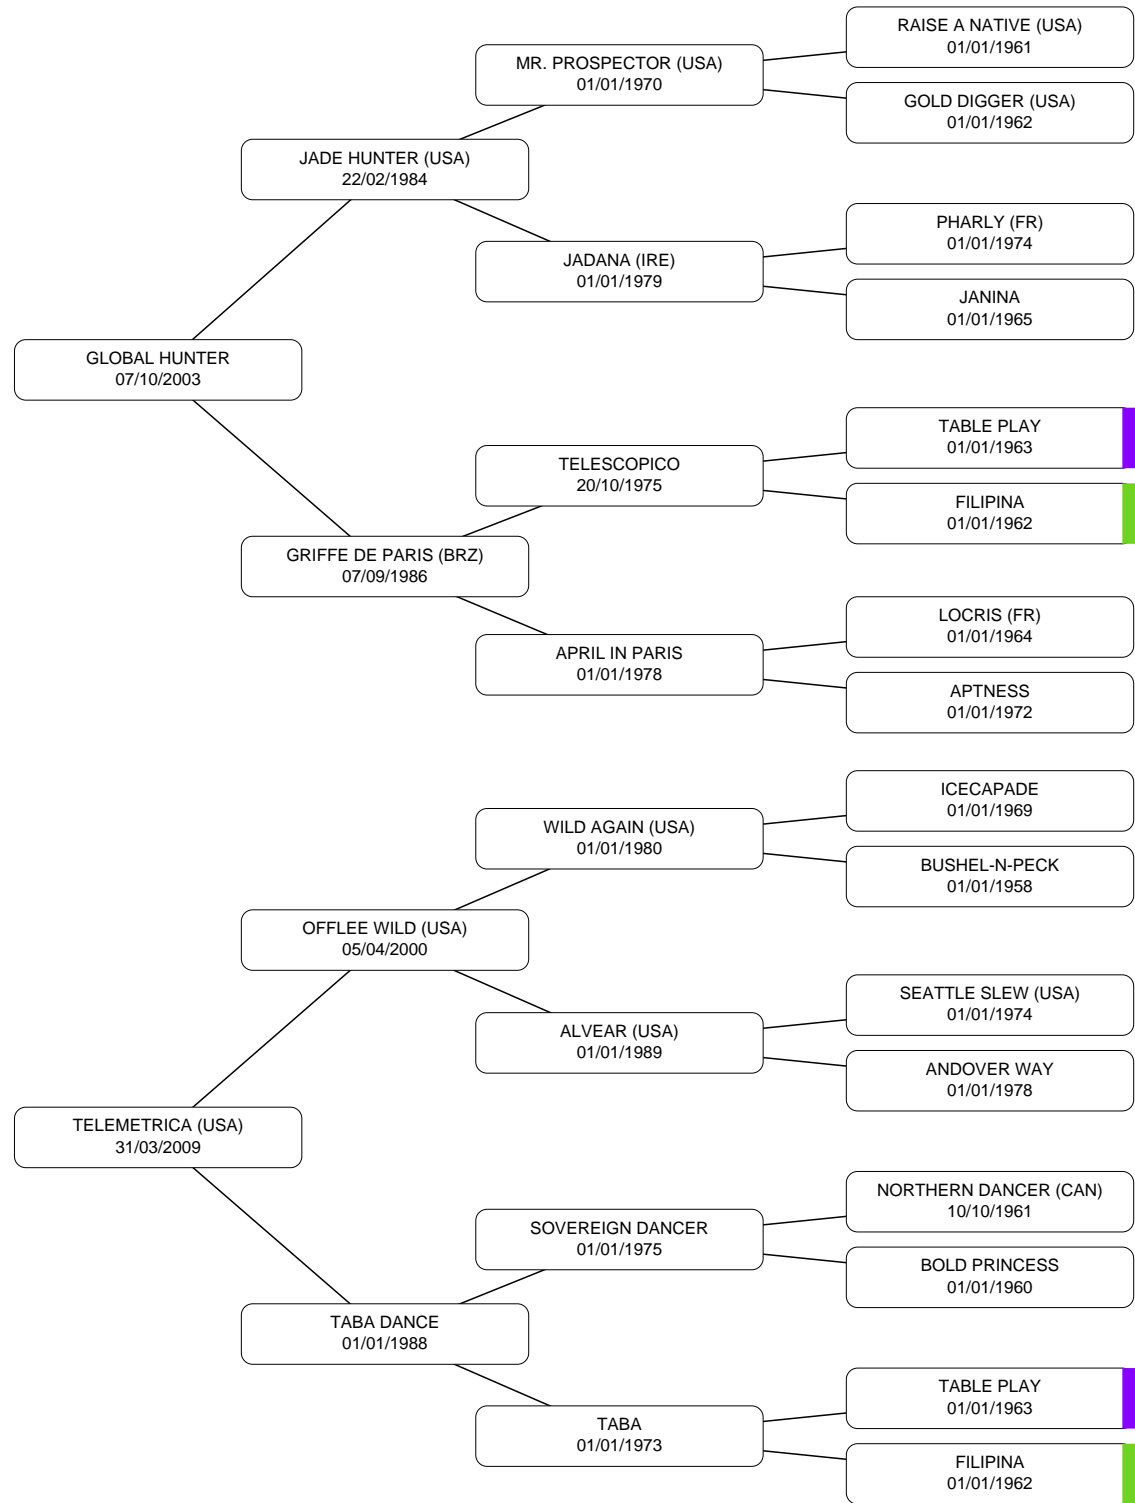 RAISE A NATIVE (USA)
01/01/1961
MR. PROSPECTOR (USA)
01/01/1970
GOLD DIGGER (USA)
01/01/1962
JADE HUNTER (USA)
22/02/1984
PHARLY (FR)
01/01/1974
JADANA (IRE)
01/01/1979
JANINA
01/01/1965
GLOBAL HUNTER
07/10/2003
TABLE PLAY
01/01/1963
TELESCOPICO
20/10/1975
FILIPINA
01/01/1962
GRIFFE DE PARIS (BRZ)
07/09/1986
LOCRIS (FR)
01/01/1964
APRIL IN PARIS
01/01/1978
APTNESS
01/01/1972
ICECAPADE
01/01/1969
WILD AGAIN (USA)
01/01/1980
BUSHEL-N-PECK
01/01/1958
OFFLEE WILD (USA)
05/04/2000
SEATTLE SLEW (USA)
01/01/1974
ALVEAR (USA)
01/01/1989
ANDOVER WAY
01/01/1978
TELEMETRICA (USA)
31/03/2009
NORTHERN DANCER (CAN)
10/10/1961
SOVEREIGN DANCER
01/01/1975
BOLD PRINCESS
01/01/1960
TABA DANCE
01/01/1988
TABLE PLAY
01/01/1963
TABA
01/01/1973
FILIPINA
01/01/1962